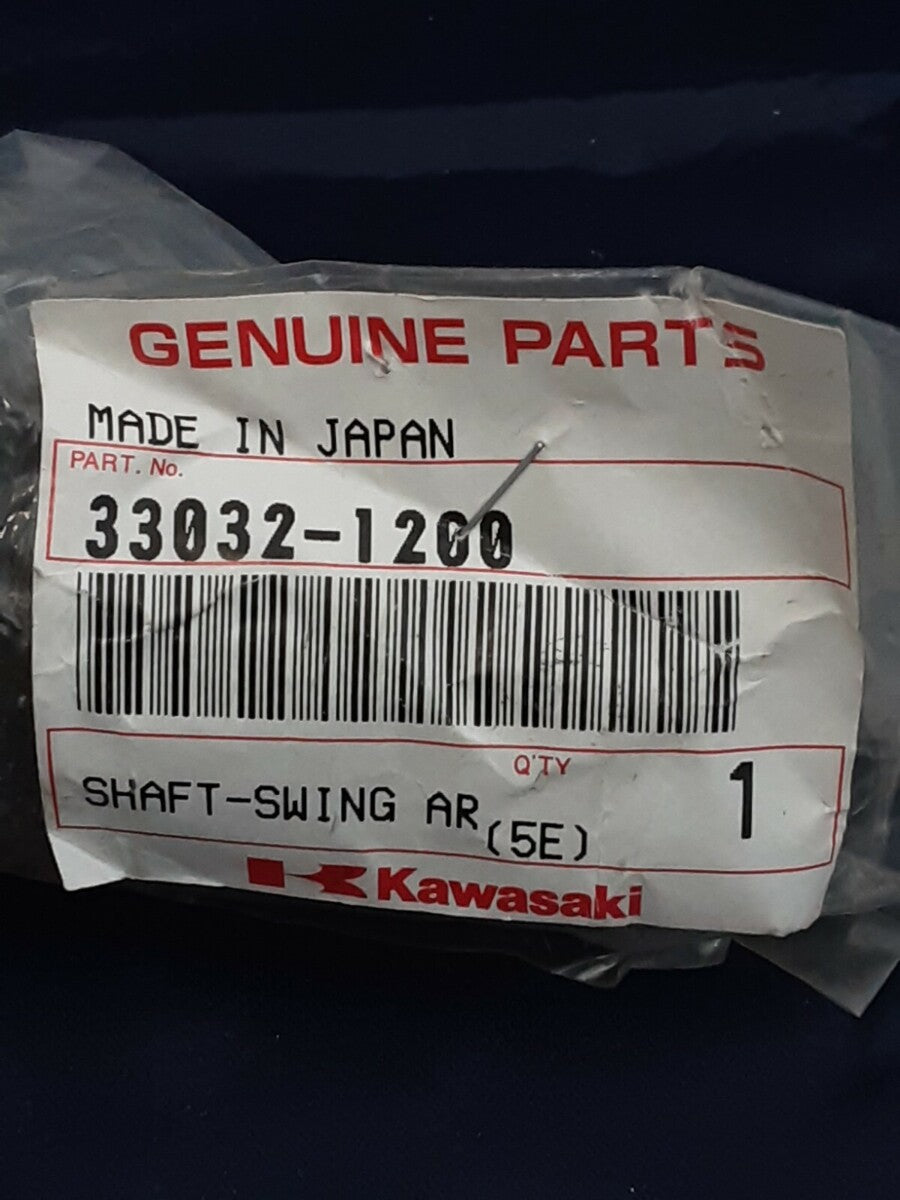 GENUINE PARTS
MADE IN JAPAN
PART. No.
33032-1200
Q'TY
SHAFT-SWING AR (5E) 1
Kawasaki